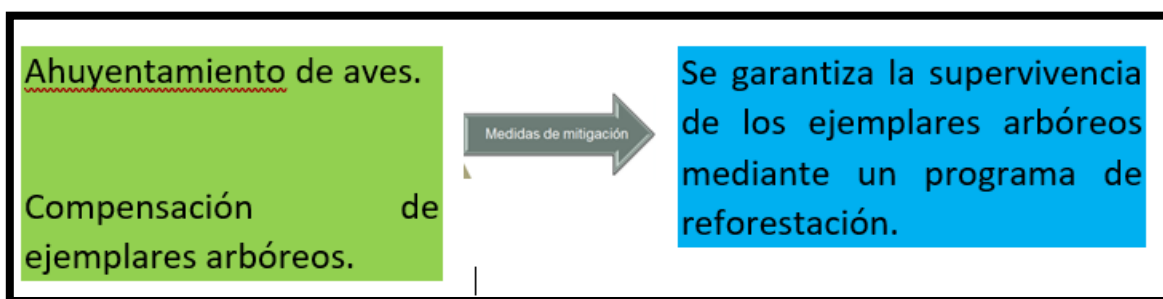 Ahuyentamiento de aves.
Compensación de
ejemplares arbóreos.
Medidas de mitigación
Se garantiza la supervivencia
de los ejemplares arbóreos
mediante un programa de
reforestación.